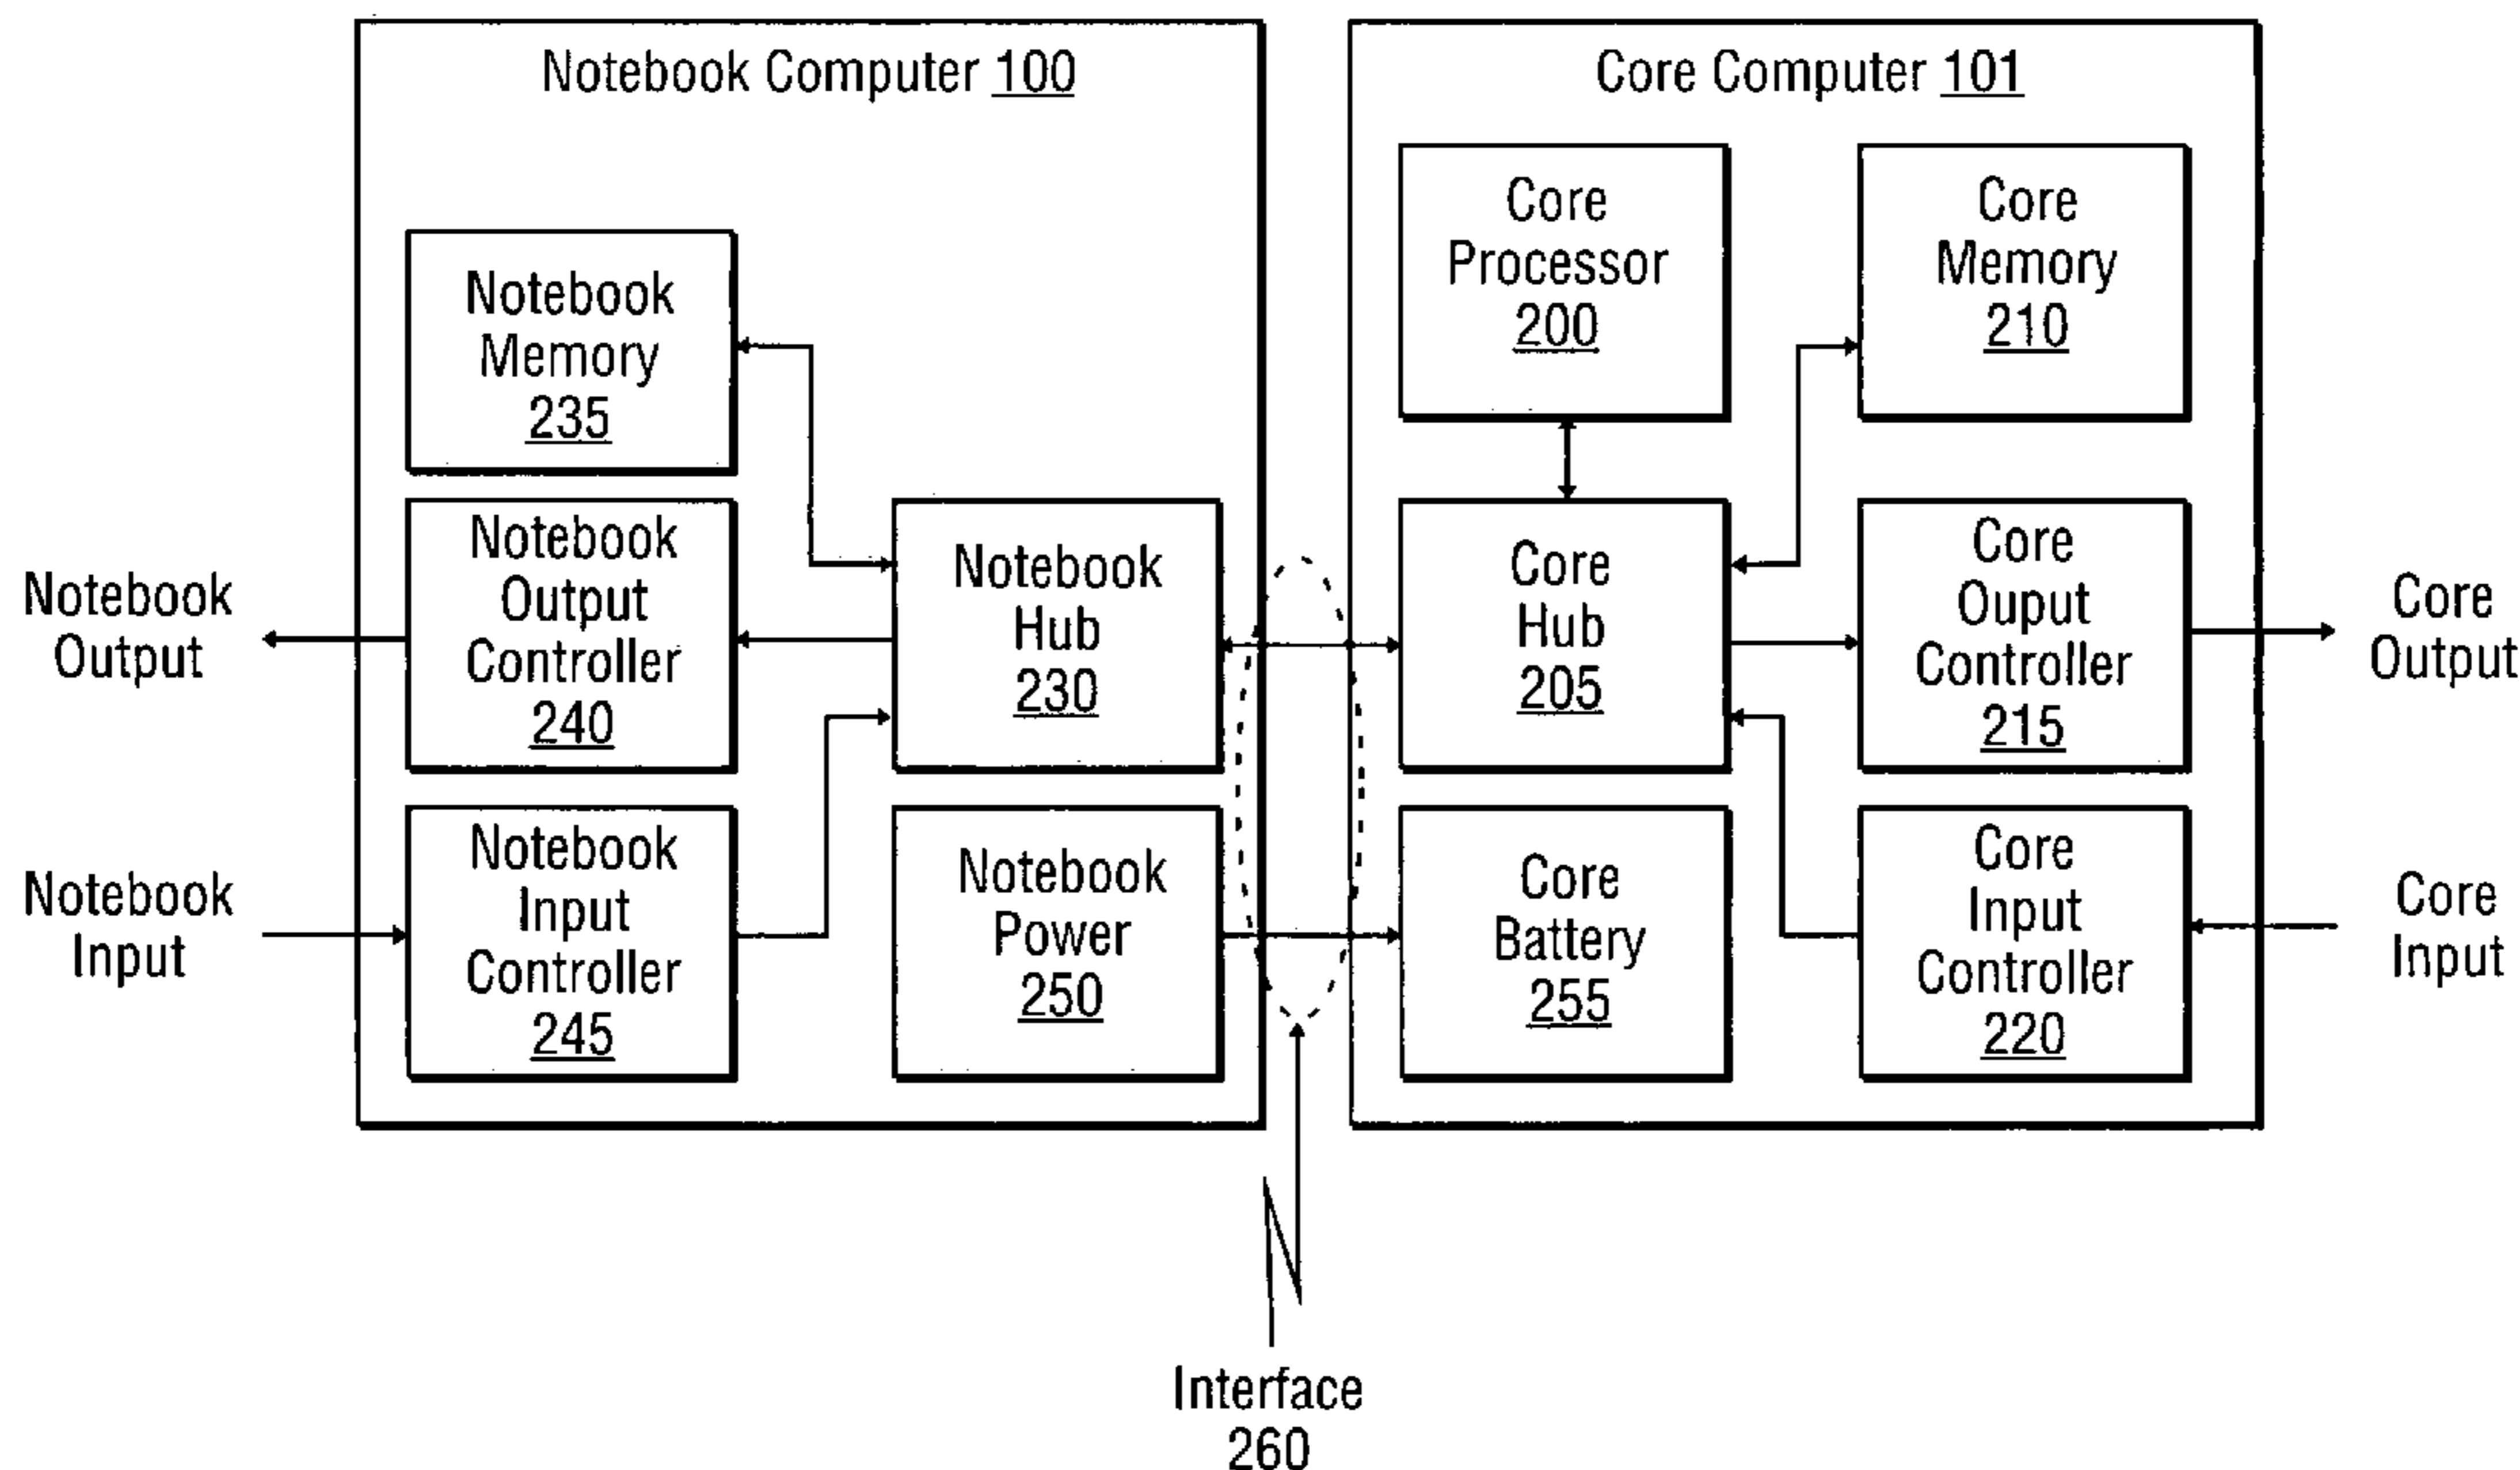 Notebook Computer 100
Core Computer 101
Core
Processor
200
Core
Memory
210
Notebook
Memory
235
Notebook
Output
Controller
240
Notebook
Hub
230
Core
Hub
205
Core
Ouput
Controller
215
Notebook
Output
Core
Output
Notebook
Input
Controller
245
Notebook
Power
250
Core
Battery
255
Core
Input
Controller
220
Notebook
Input
Core
Input
Interface
260